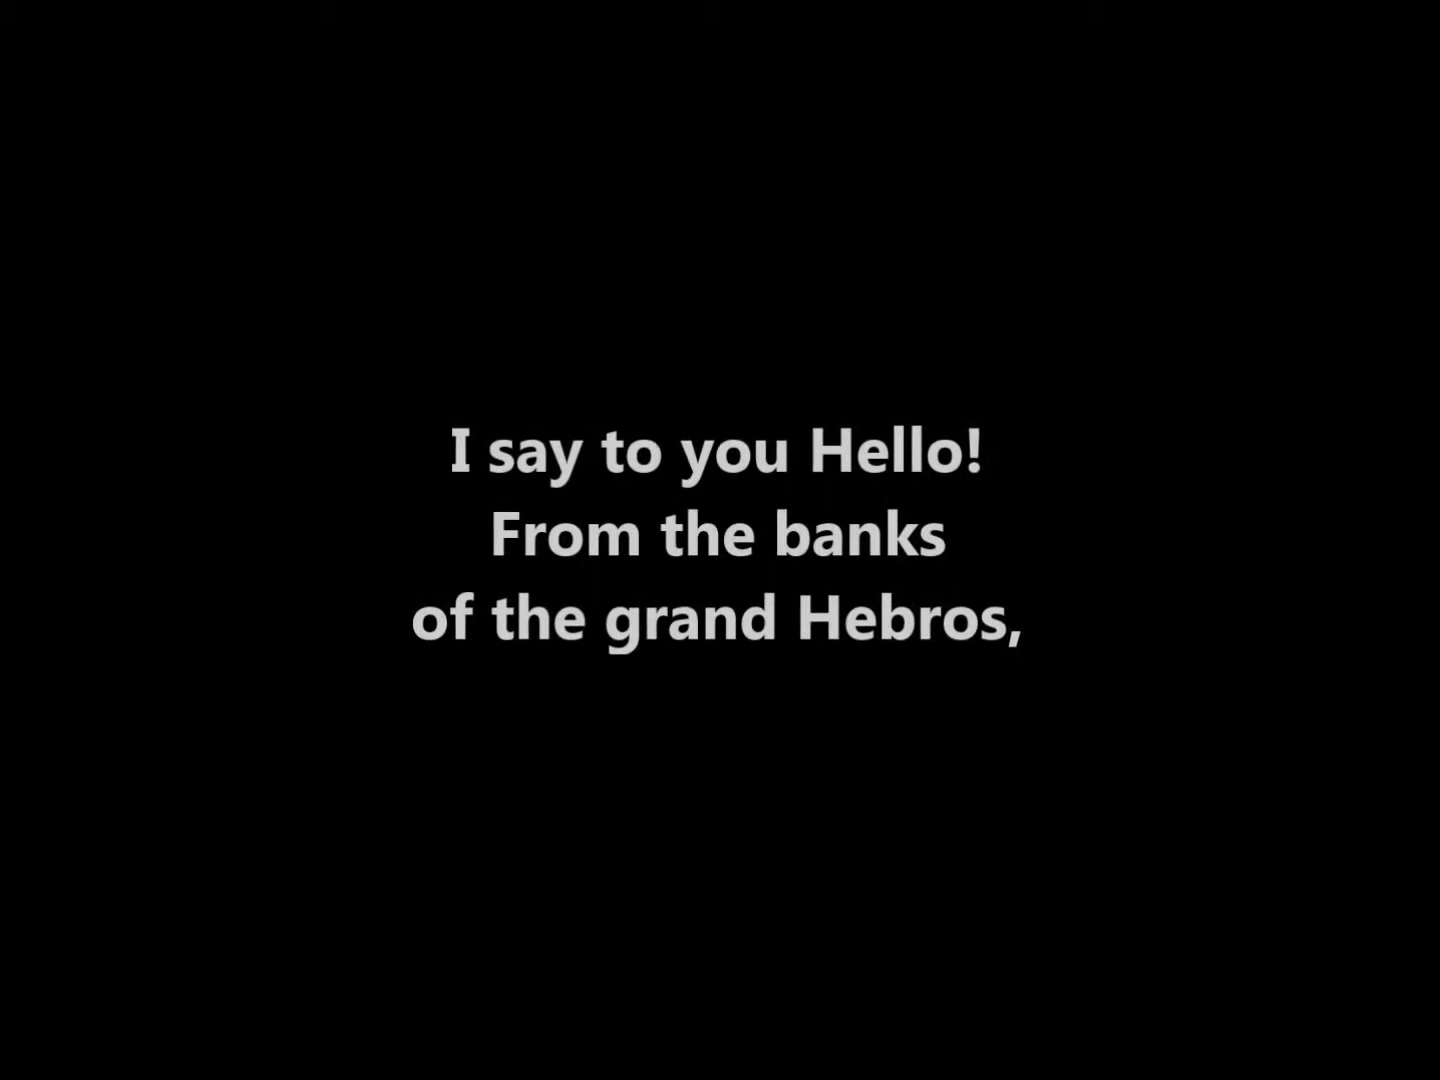 I say to you Hello!
From the banks
of the grand Hebros,